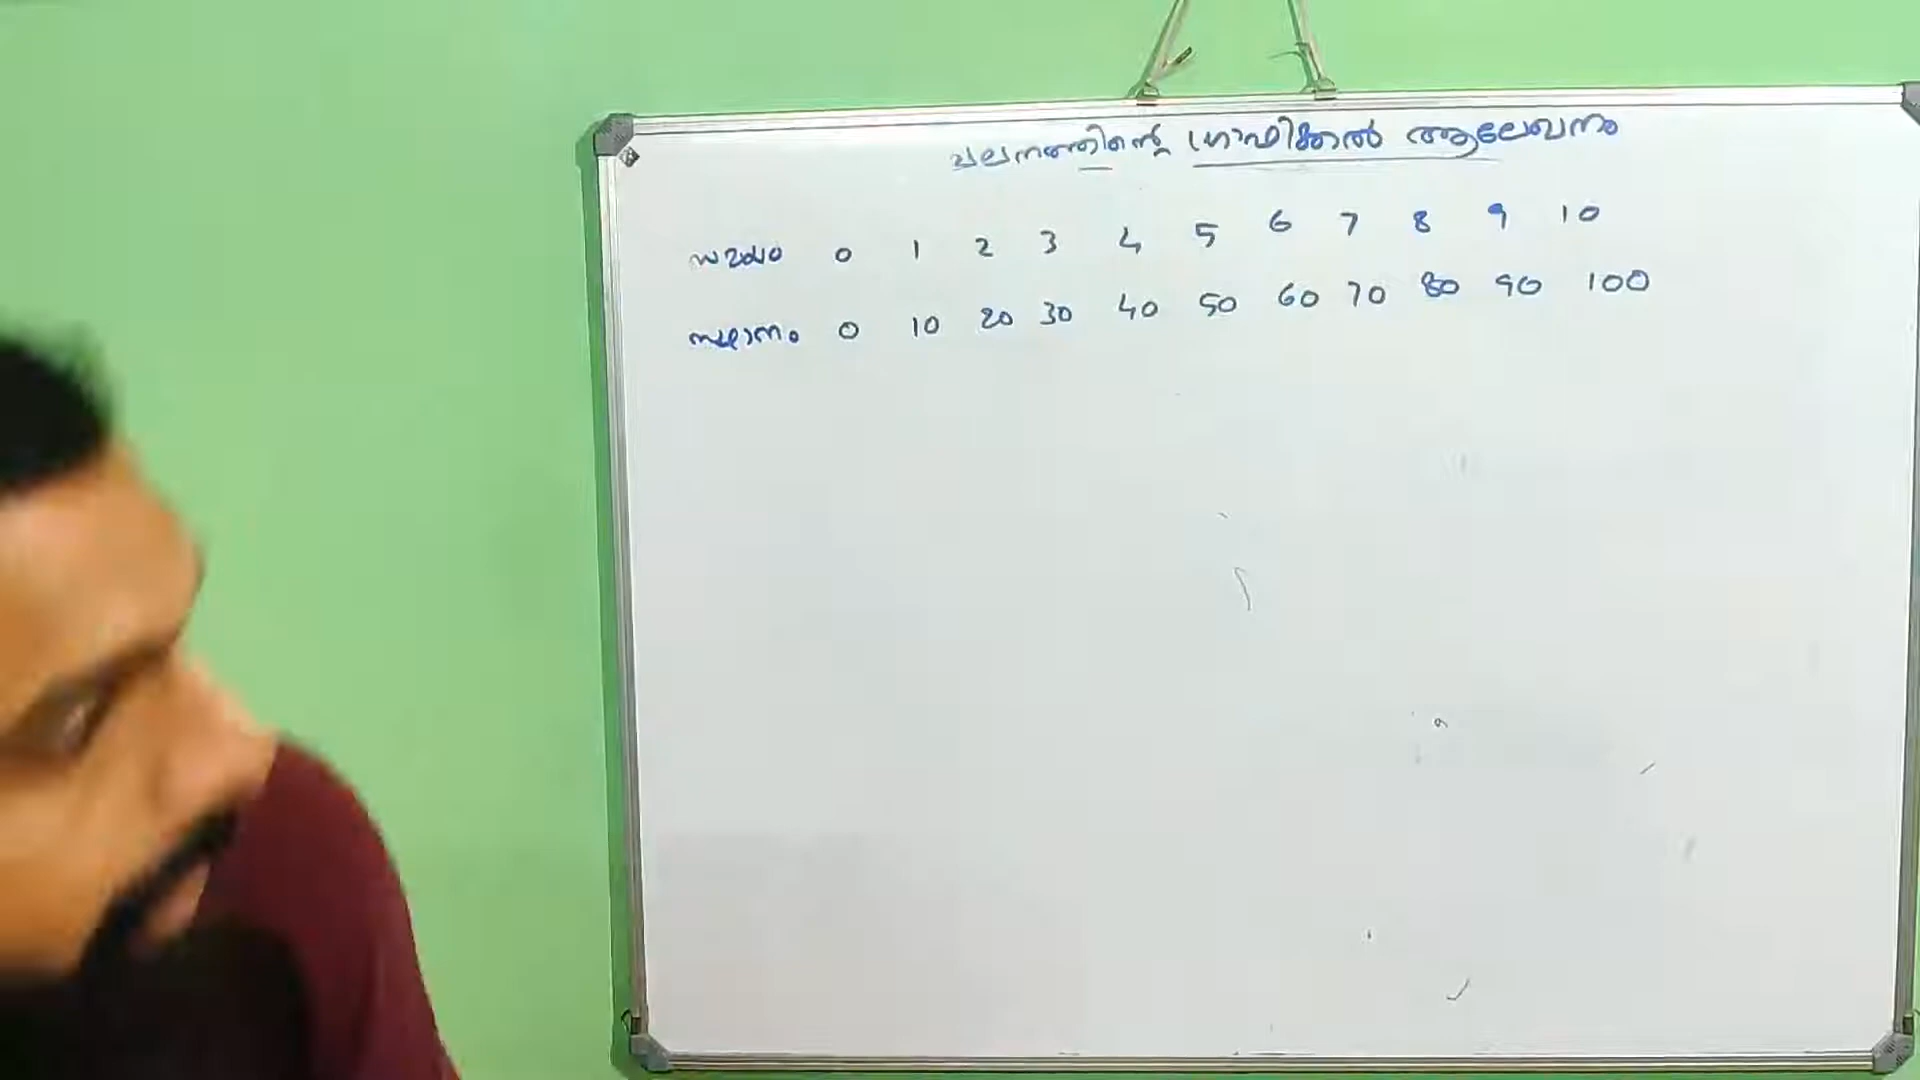 ചലനത്തിന്റെ ഗ്രാഫിക്കൽ ആലേഖനം
സമയം 0 1 2 3 4 5 6 7 8 9 10
സ്ഥാനം 0 10 20 30 40 50 60 70 80 90 100